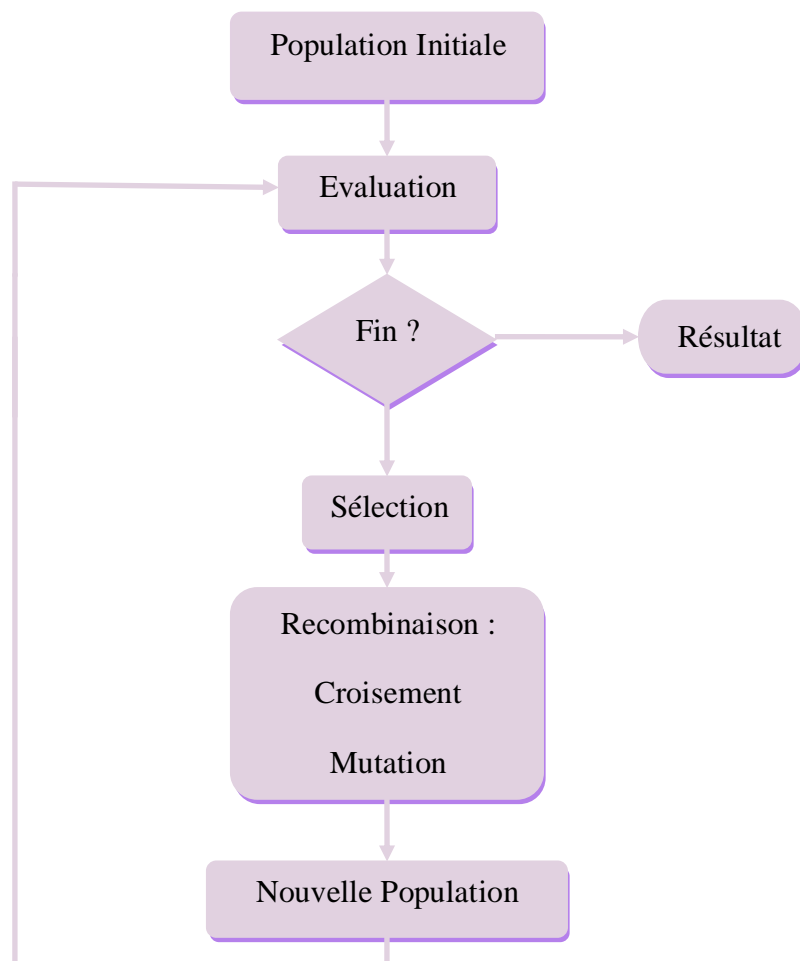 Population Initiale
Evaluation
Fin ?
Résultat
Sélection
Recombinaison :
Croisement
Mutation
Nouvelle Population